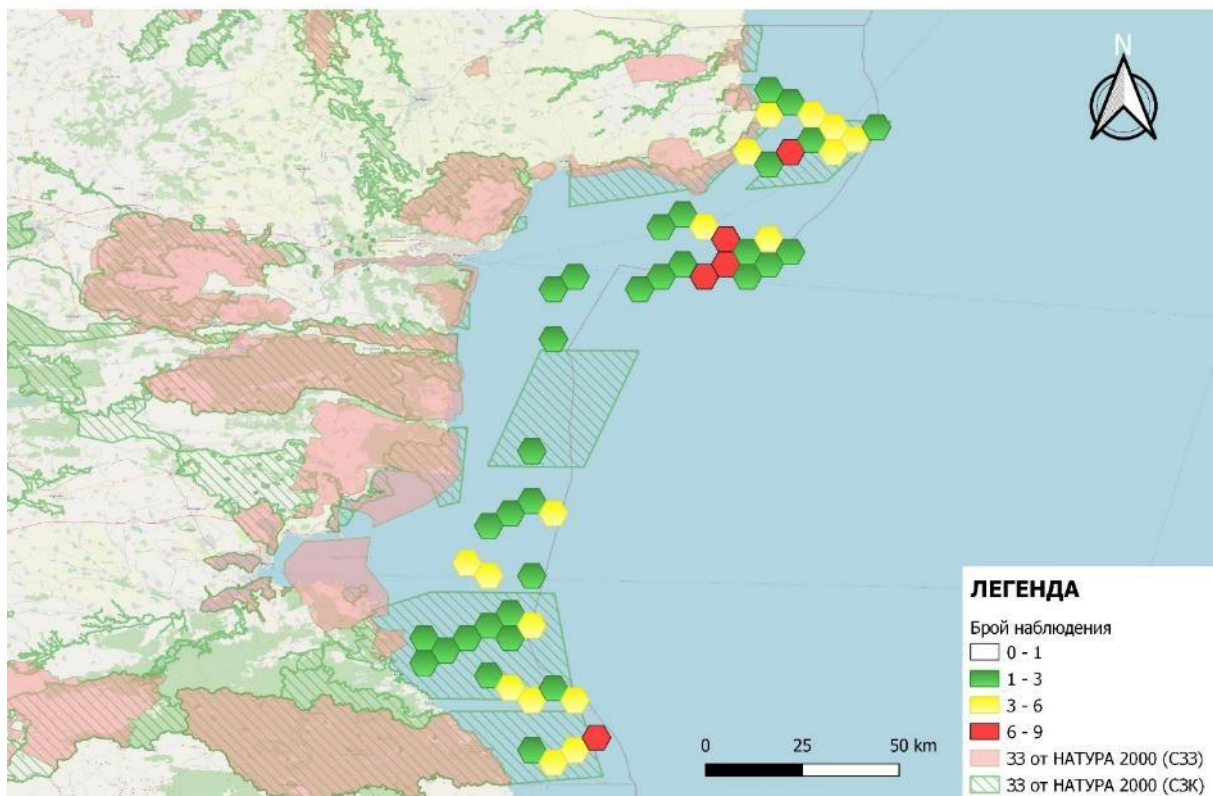 N
ЛЕГЕНДА
Брой наблюдения
0 - 1
1 - 3
3 - 6
6 - 9
ЗЗ от НАТУРА 2000 (СЗЗ)
ЗЗ от НАТУРА 2000 (СЗК)
0 25 50 km